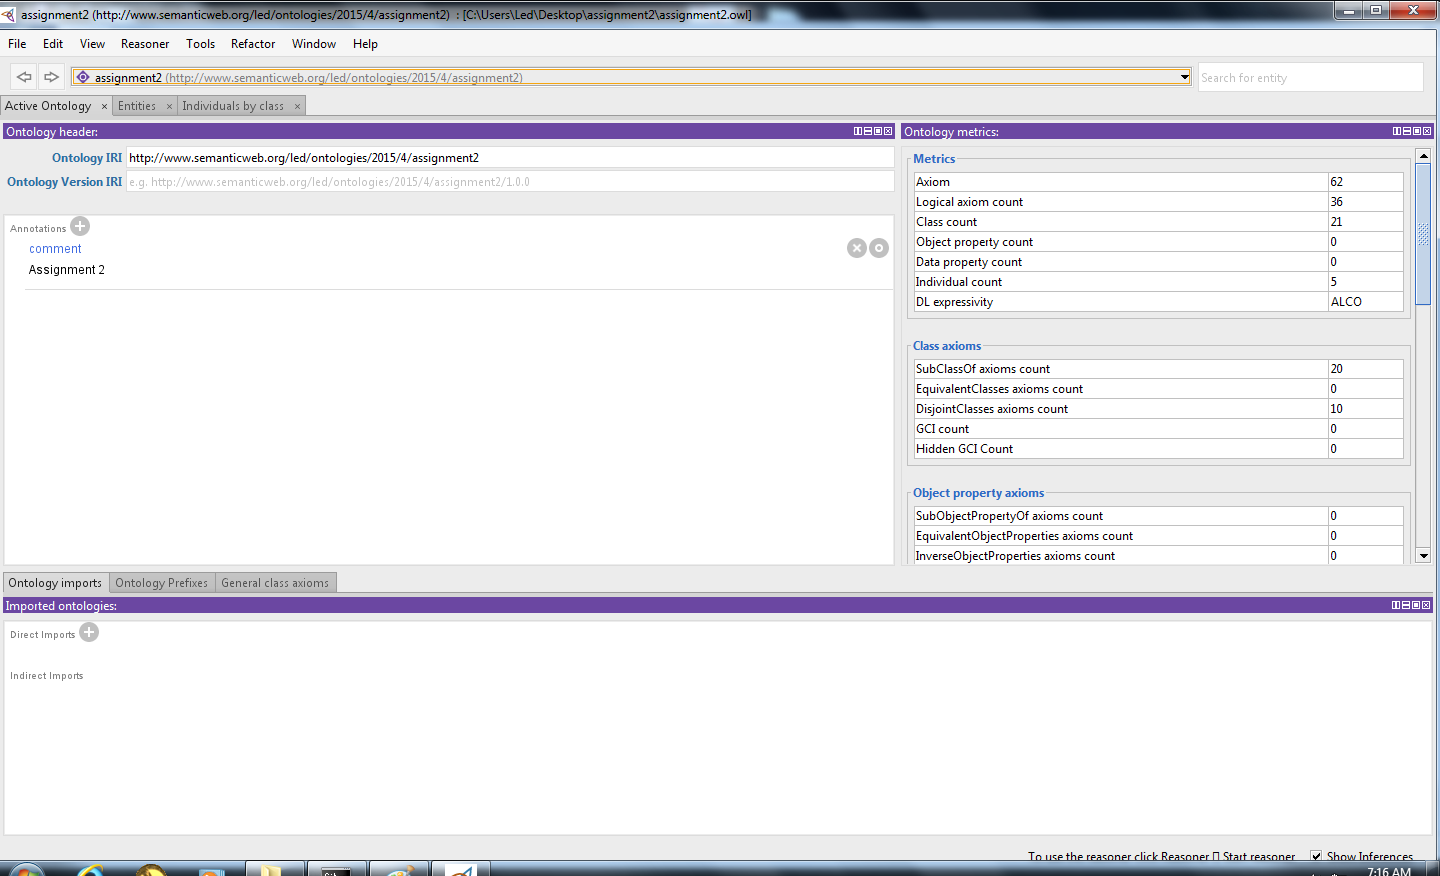 assignment2 (http://www.semanticweb.org/led/ontologies/2015/4/assignment2) : [C:\Users\Led\Desktop\assignment2\assignment2.owl]
File Edit View Reasoner Tools Refactor Window Help
assignment2 (http://www.semanticweb.org/led/ontologies/2015/4/assignment2)
Search for entity
Active Ontology × Entities × Individuals by class ×
Ontology header:
Ontology IRI http://www.semanticweb.org/led/ontologies/2015/4/assignment2
Ontology Version IRI e.g. http://www.semanticweb.org/led/ontologies/2015/4/assignment2/1.0.0
Annotations
comment
Assignment 2
Ontology metrics:
Metrics
Axiom 62
Logical axiom count 36
Class count 21
Object property count 0
Data property count 0
Individual count 5
DL expressivity ALCO
Class axioms
SubClassOf axioms count 20
EquivalentClasses axioms count 0
DisjointClasses axioms count 10
GCI count 0
Hidden GCI Count 0
Object property axioms
SubObjectPropertyOf axioms count 0
EquivalentObjectProperties axioms count 0
InverseObjectProperties axioms count 0
Ontology imports Ontology Prefixes General class axioms
Imported ontologies:
Direct Imports
Indirect Imports
To use the reasoner click Reasoner ▯ Start reasoner Show Inferences
7:16 AM